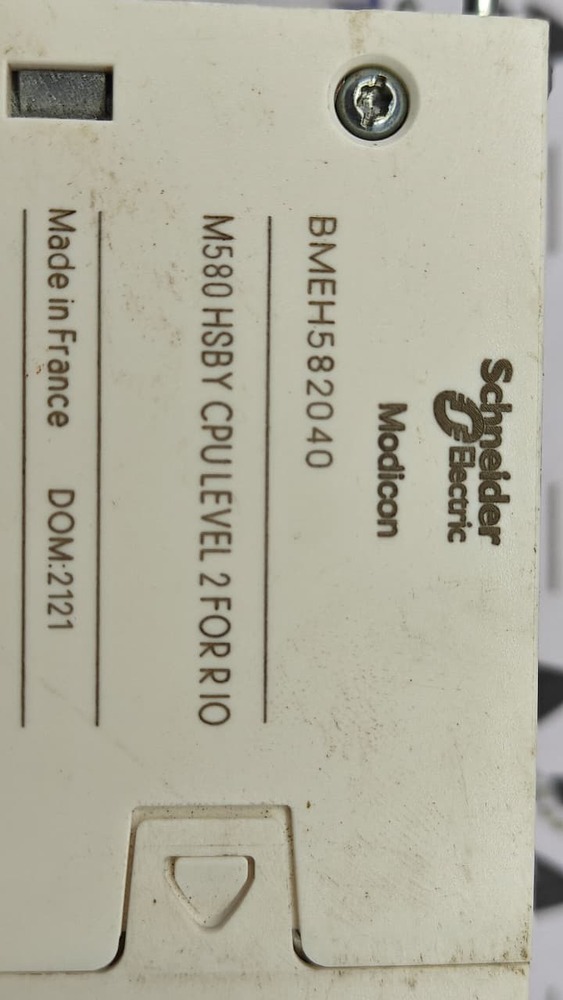 Schneider
Electric
Modicon
BMEH582040
M580 HSBY CPU LEVEL 2 FOR RIO
Made in France DOM:2121